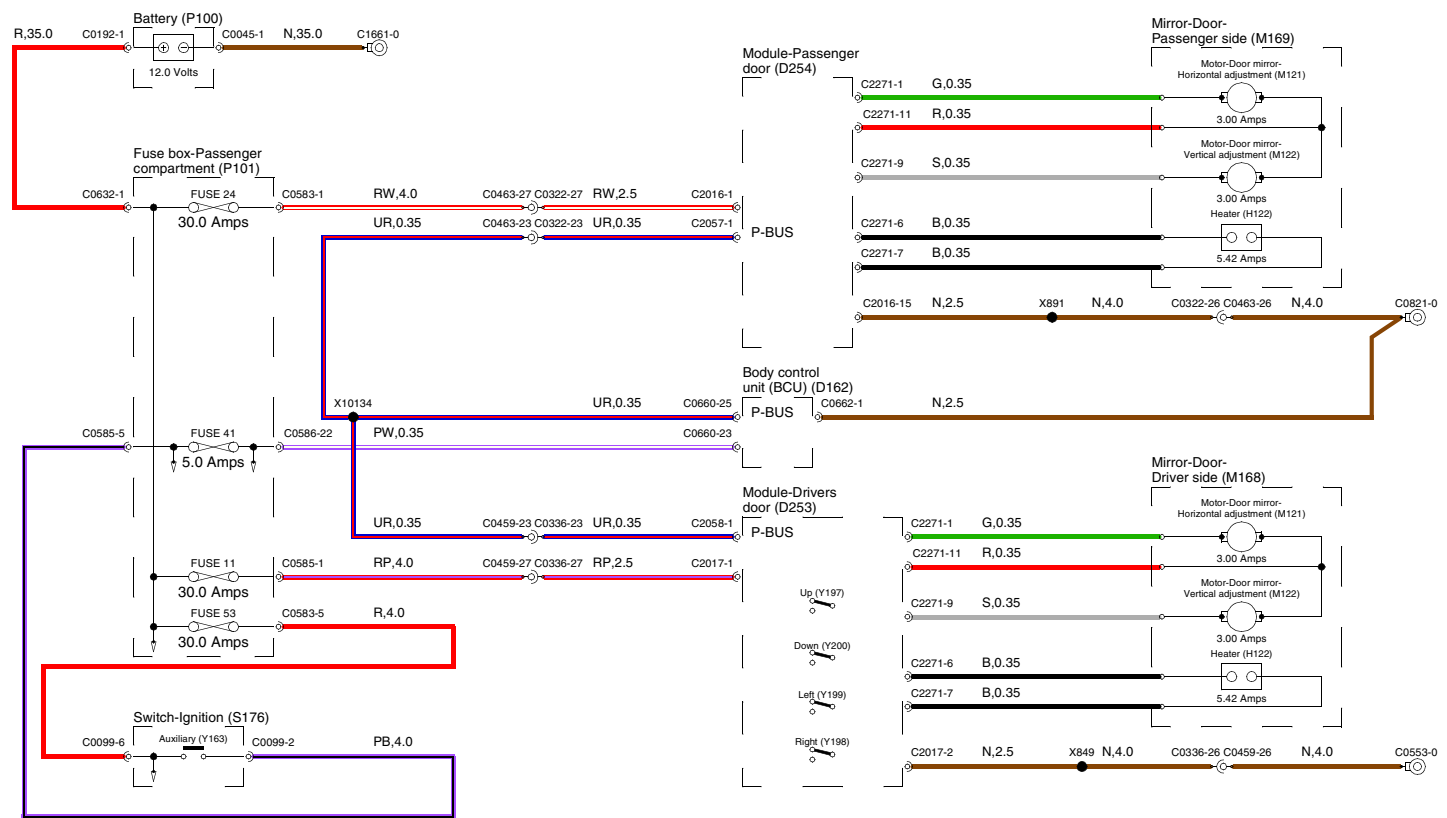 Battery (P100)
R,35.0
C0192-1
C0045-1
N,35.0
C1661-0
12.0 Volts
Fuse box-Passenger
compartment (P101)
C0632-1
FUSE 24
30.0 Amps
C0583-1
RW,4.0
C0463-27 C0322-27
RW,2.5
C2016-1
UR,0.35
C0463-23 C0322-23
UR,0.35
C2057-1
Module-Passenger
door (D254)
P-BUS
C2271-1
G,0.35
C2271-11
R,0.35
C2271-9
S,0.35
C2271-6
B,0.35
C2271-7
B,0.35
C2016-15
N,2.5
X891
N,4.0
C0322-26 C0463-26
N,4.0
C0821-0
Mirror-Door-
Passenger side (M169)
Motor-Door mirror-
Horizontal adjustment (M121)
3.00 Amps
Motor-Door mirror-
Vertical adjustment (M122)
3.00 Amps
Heater (H122)
5.42 Amps
Body control
unit (BCU) (D162)
X10134
UR,0.35
C0660-25
P-BUS
C0662-1
N,2.5
C0585-5
FUSE 41
5.0 Amps
C0586-22
PW,0.35
C0660-23
Module-Drivers
door (D253)
UR,0.35
C0459-23 C0336-23
UR,0.35
C2058-1
P-BUS
FUSE 11
30.0 Amps
C0585-1
RP,4.0
C0459-27 C0336-27
RP,2.5
C2017-1
FUSE 53
30.0 Amps
C0583-5
R,4.0
Up (Y197)
Down (Y200)
Left (Y199)
Right (Y198)
C2271-1
G,0.35
C2271-11
R,0.35
C2271-9
S,0.35
C2271-6
B,0.35
C2271-7
B,0.35
C2017-2
N,2.5
X849
N,4.0
C0336-26 C0459-26
N,4.0
C0553-0
Mirror-Door-
Driver side (M168)
Motor-Door mirror-
Horizontal adjustment (M121)
3.00 Amps
Motor-Door mirror-
Vertical adjustment (M122)
3.00 Amps
Heater (H122)
5.42 Amps
Switch-Ignition (S176)
C0099-6
Auxiliary (Y163)
C0099-2
PB,4.0